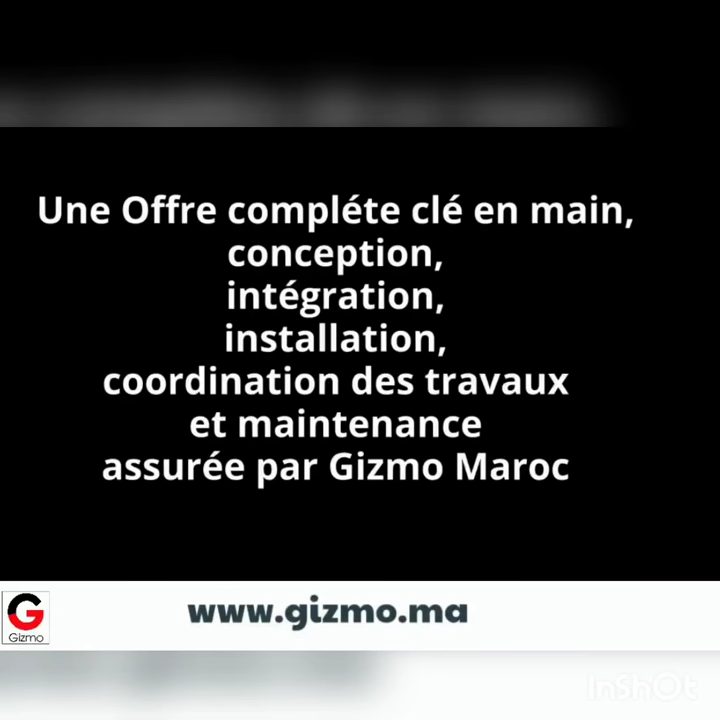 Une Offre compléte clé en main,
conception,
intégration,
installation,
coordination des travaux
et maintenance
assurée par Gizmo Maroc
G
Gizmo
www.gizmo.ma
InShOt